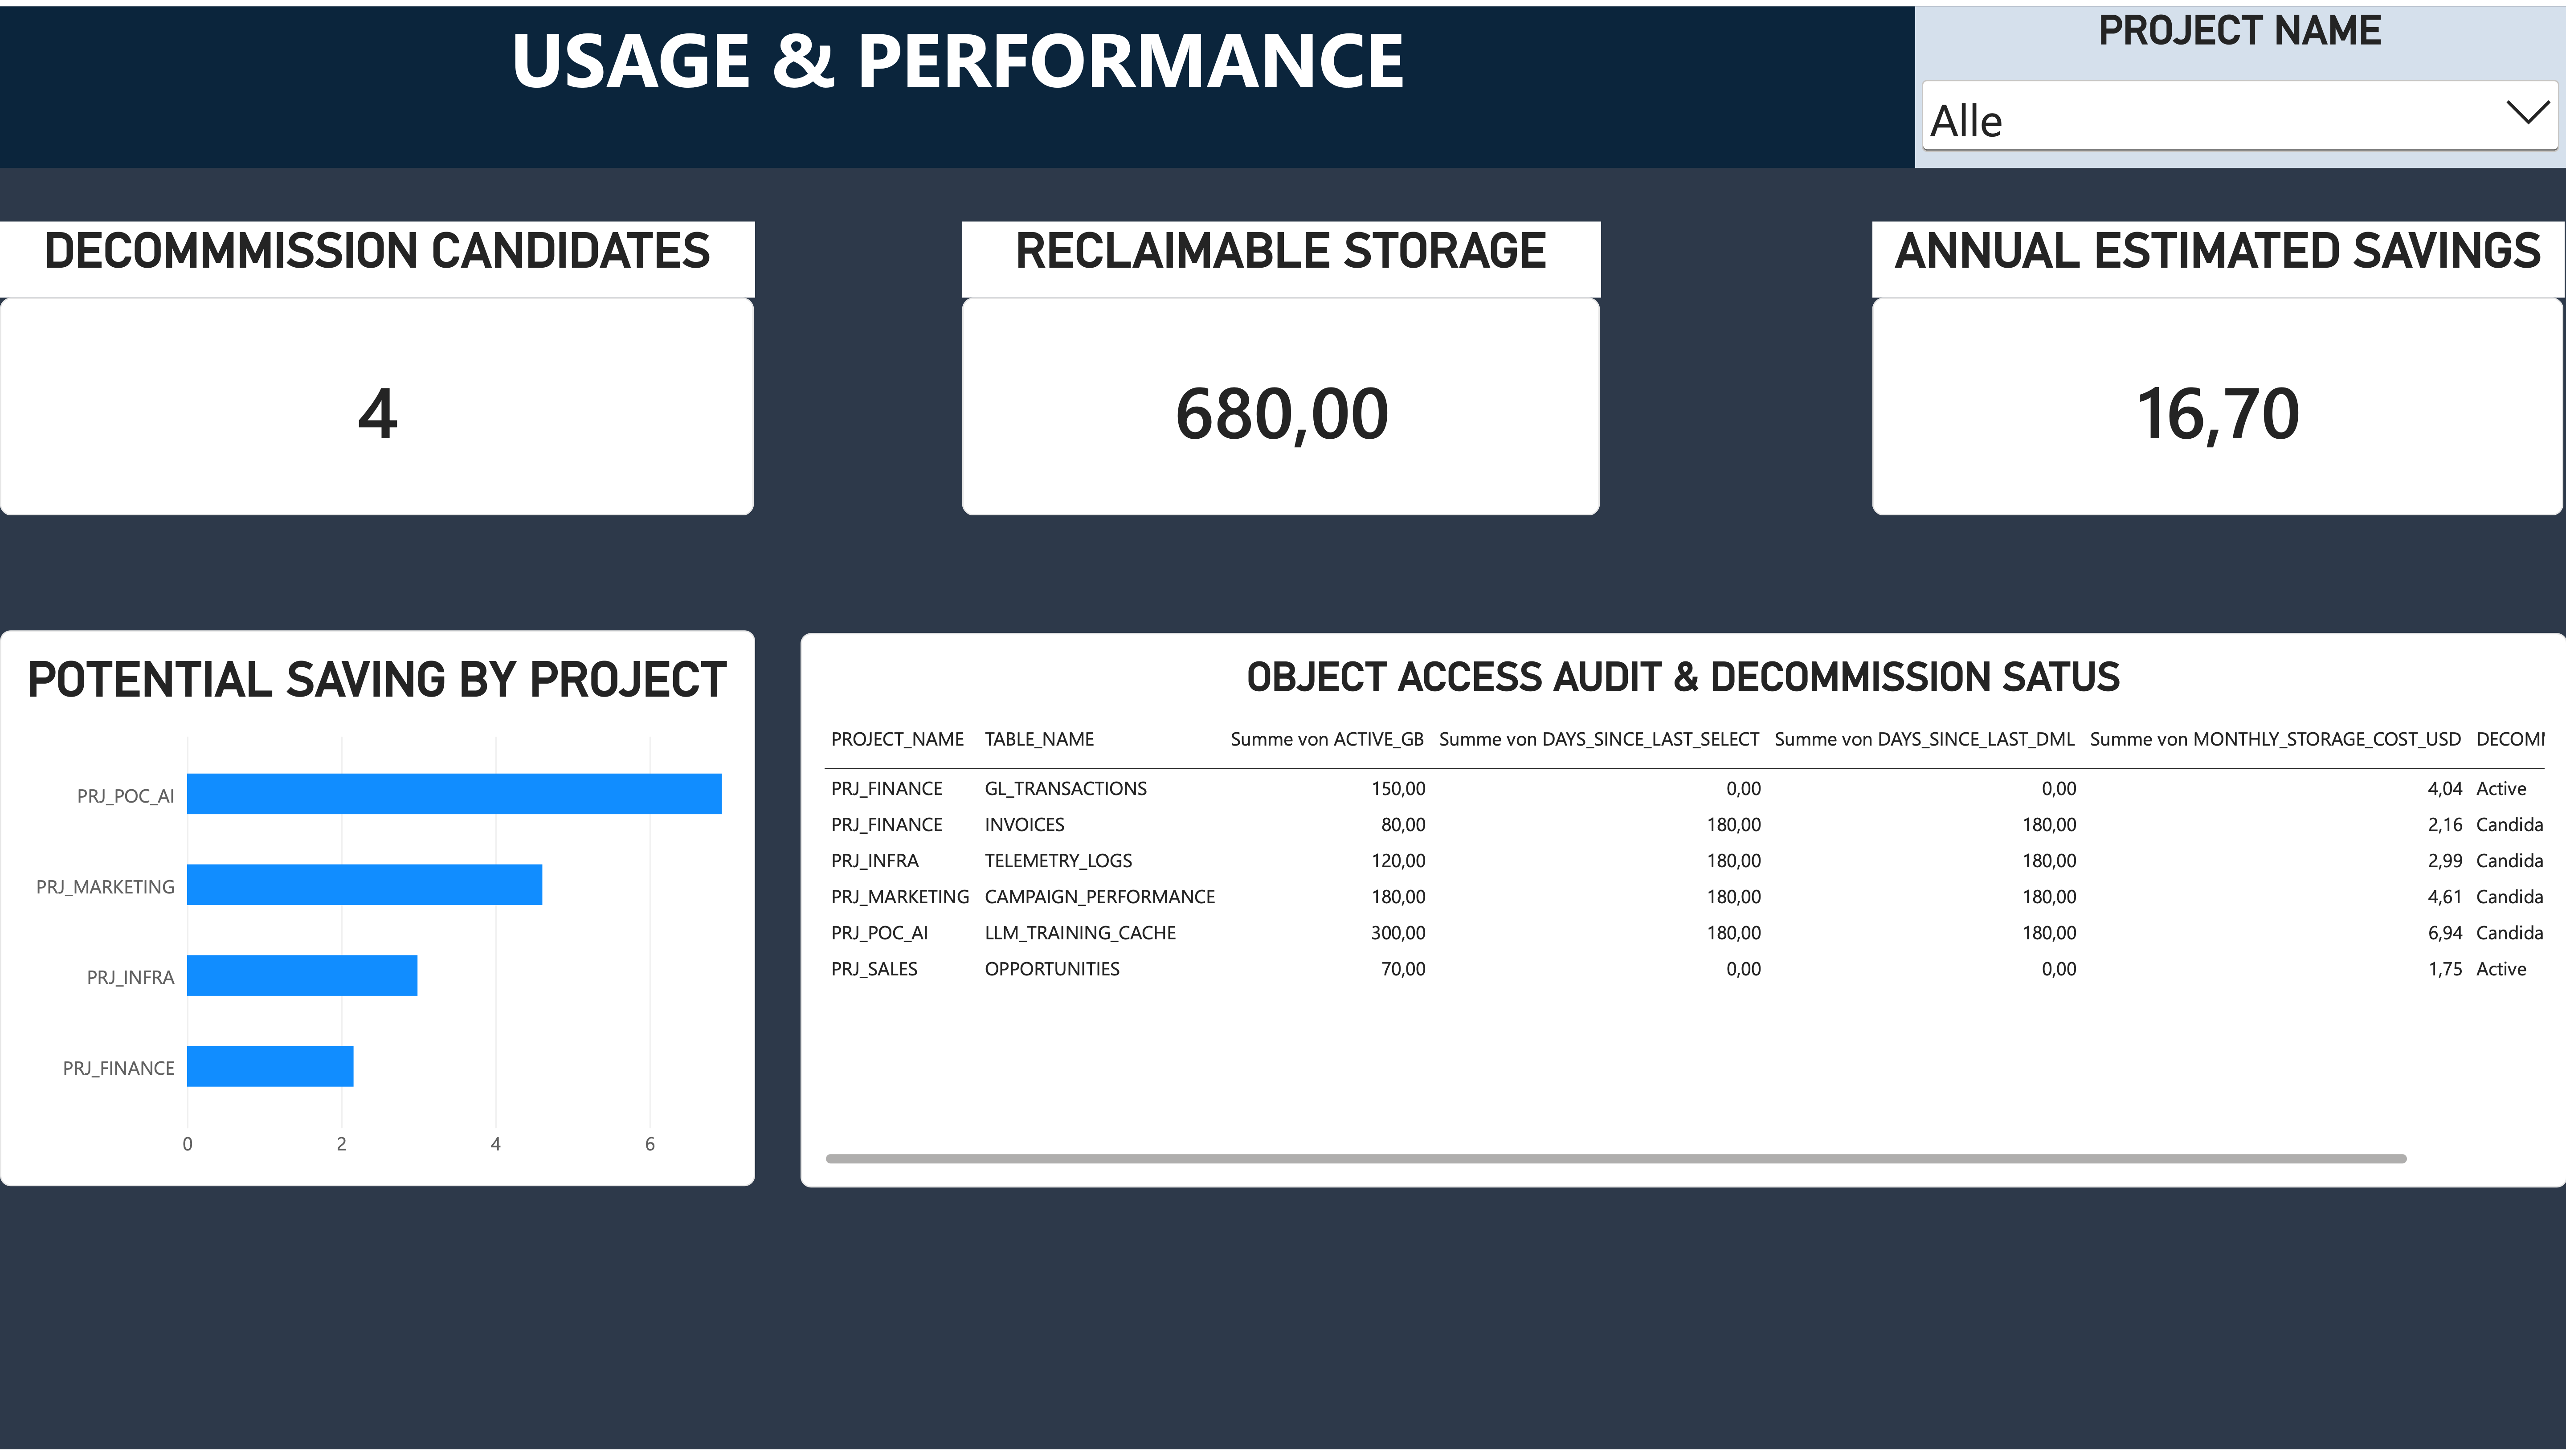 USAGE & PERFORMANCE
PROJECT NAME
Alle
DECOMMMISSION CANDIDATES
4
RECLAIMABLE STORAGE
680,00
ANNUAL ESTIMATED SAVINGS
16,70
POTENTIAL SAVING BY PROJECT
PRJ_POC_AI
PRJ_MARKETING
PRJ_INFRA
PRJ_FINANCE
0 2 4 6
OBJECT ACCESS AUDIT & DECOMMISSION SATUS
PROJECT_NAME TABLE_NAME Summe von ACTIVE_GB Summe von DAYS_SINCE_LAST_SELECT Summe von DAYS_SINCE_LAST_DML Summe von MONTHLY_STORAGE_COST_USD DECOM
PRJ_FINANCE GL_TRANSACTIONS 150,00 0,00 0,00 4,04 Active
PRJ_FINANCE INVOICES 80,00 180,00 180,00 2,16 Candida
PRJ_INFRA TELEMETRY_LOGS 120,00 180,00 180,00 2,99 Candida
PRJ_MARKETING CAMPAIGN_PERFORMANCE 180,00 180,00 180,00 4,61 Candida
PRJ_POC_AI LLM_TRAINING_CACHE 300,00 180,00 180,00 6,94 Candida
PRJ_SALES OPPORTUNITIES 70,00 0,00 0,00 1,75 Active